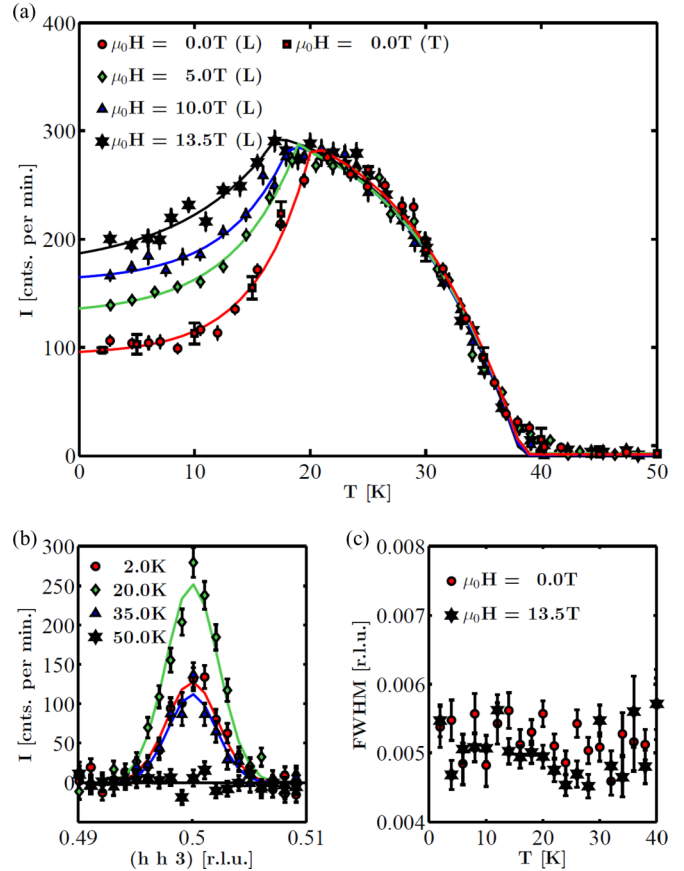 (a)
400
300
200
100
0
I [cnts. per min.]
μ0H = 0.0T (L)
μ0H = 0.0T (T)
μ0H = 5.0T (L)
μ0H = 10.0T (L)
μ0H = 13.5T (L)
0 10 20 30 40 50
T [K]
(b)
300
250
200
150
100
50
0
I [cnts. per min.]
2.0K
20.0K
35.0K
50.0K
0.49 0.5 0.51
(h h 3) [r.l.u.]
(c)
0.008
0.007
0.006
0.005
0.004
FWHM [r.l.u.]
μ0H = 0.0T
μ0H = 13.5T
0 10 20 30 40
T [K]